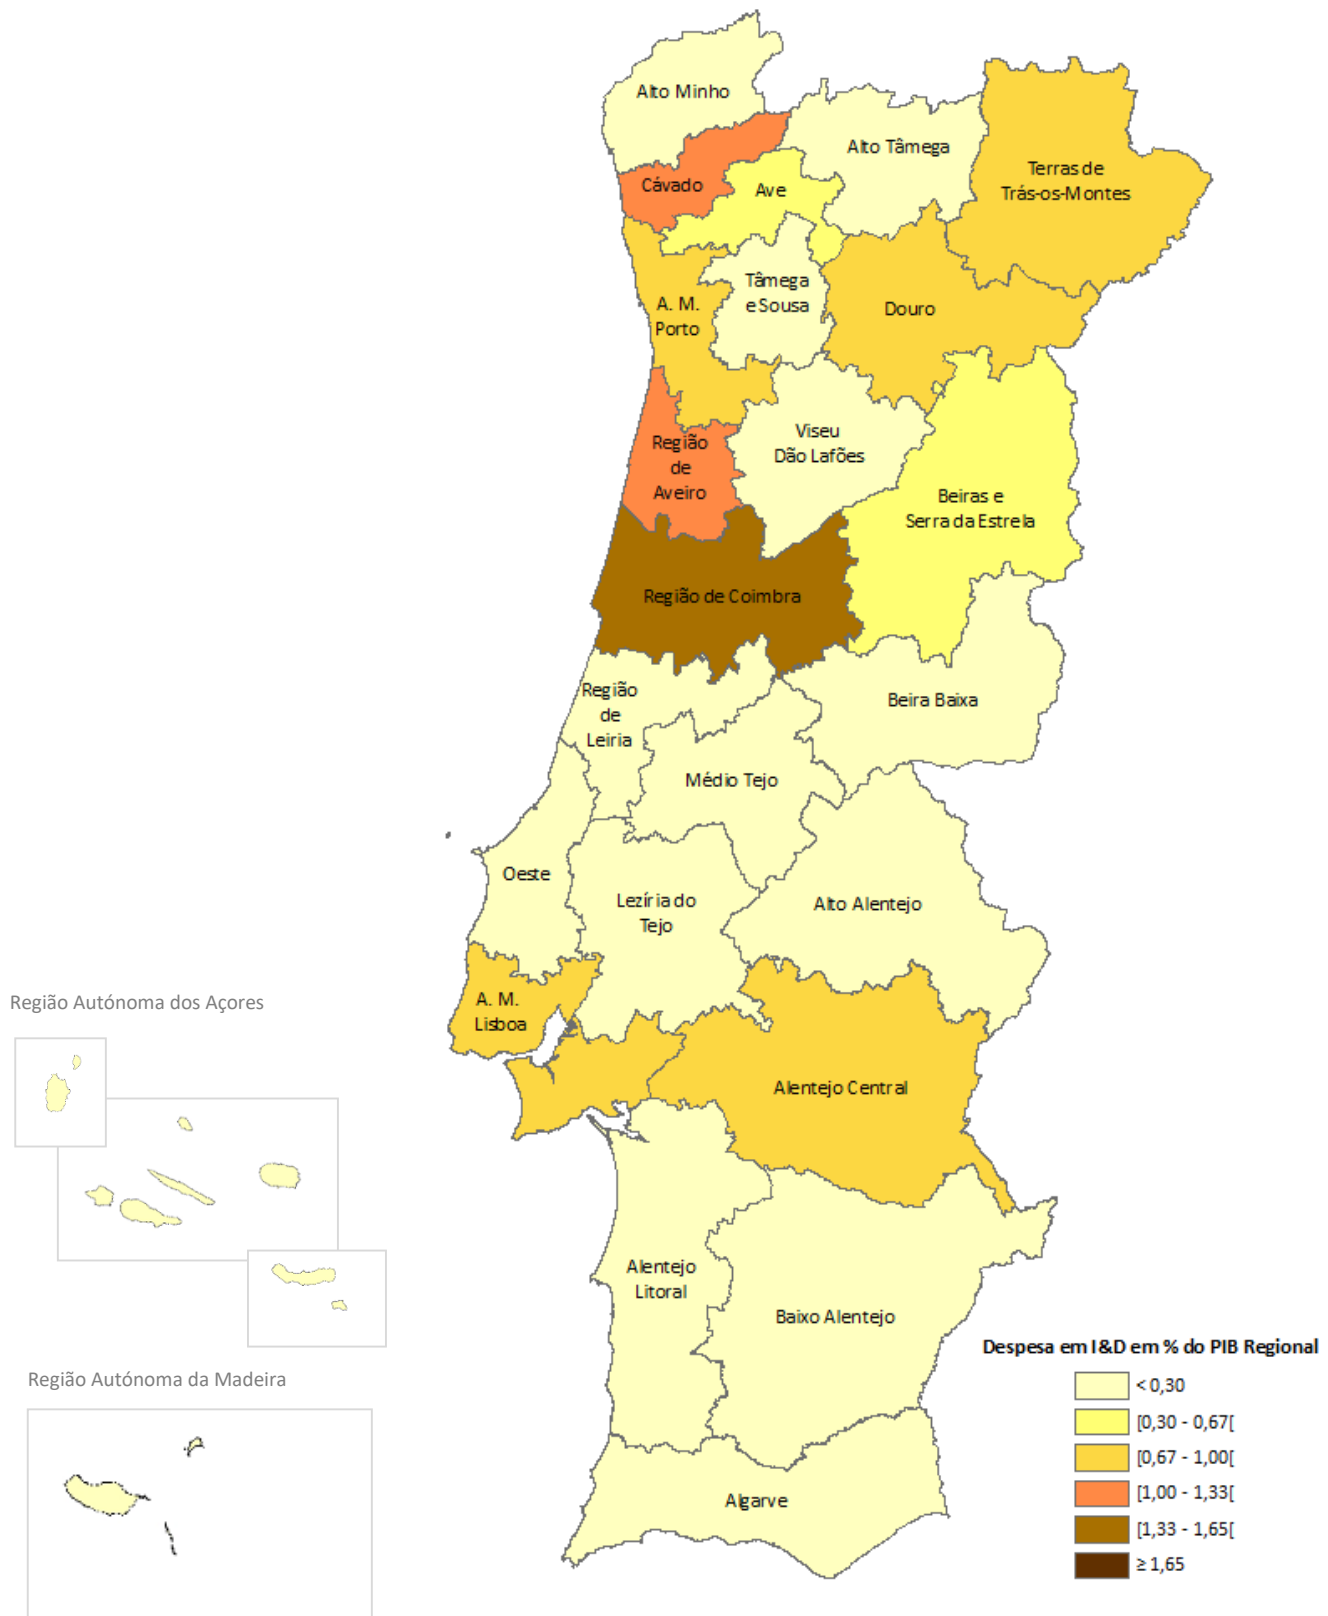 Alto Minho
Alto Tâmega
Terras de
Trás-os-Montes
Cávado
Ave
Tâmega
e Sousa
A. M.
Porto
Douro
Viseu
Dão Lafões
Região
de
Aveiro
Beiras e
Serra da Estrela
Região de Coimbra
Região
de
Leiria
Beira Baixa
Médio Tejo
Oeste
Lezíria do
Tejo
Alto Alentejo
A. M.
Lisboa
Região Autónoma dos Açores
Alentejo Central
Alentejo
Litoral
Baixo Alentejo
Região Autónoma da Madeira
Algarve
Despesa em I&D em % do PIB Regional
< 0,30
[0,30 - 0,67[
[0,67 - 1,00[
[1,00 - 1,33[
[1,33 - 1,65[
≥ 1,65